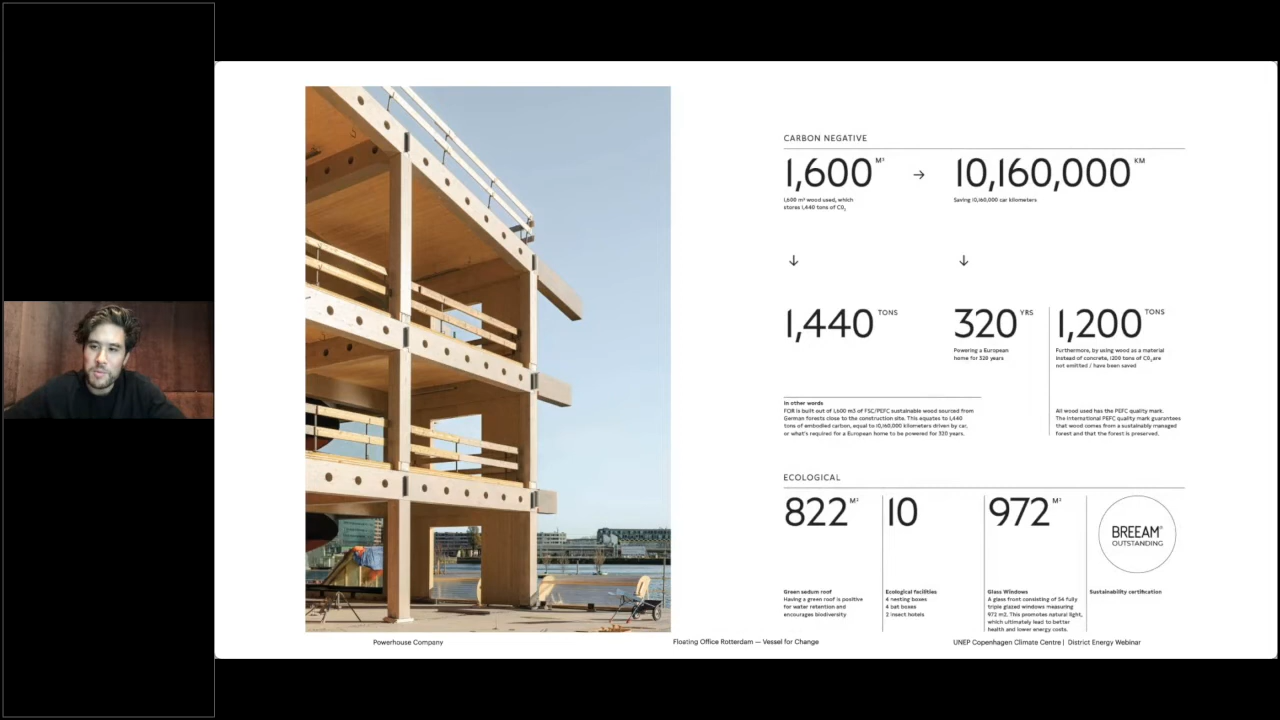 CARBON NEGATIVE
1,600 M³ → 10,160,000 KM
1,600 m³ wood used, which
stores 1,440 tons of CO₂
Saving 10,160,000 car kilometers
↓ ↓
1,440 TONS
320 YRS
Powering a European
home for 320 years
1,200 TONS
Furthermore, by using wood as a material
instead of concrete, 1200 tons of CO₂are
not emitted / have been saved
In other words
FOR is built out of 1,600 m3 of FSC/PEFC sustainable wood sourced from
German forests close to the construction site. This equates to 1,440
tons of embodied carbon, equal to 10,160,000 kilometers driven by car,
or what's required for a European home to be powered for 320 years.
All wood used has the PEFC quality mark.
The international PEFC quality mark guarantees
that wood comes from a sustainably managed
forest and that the forest is preserved.
ECOLOGICAL
822 M²
Green sedum roof
Having a green roof is positive
for water retention and
encourages biodiversity
10
Ecological facilities
4 nesting boxes
4 bat boxes
2 insect hotels
972 M²
Glass Windows
A glass front consisting of 54 fully
triple glazed windows measuring
972 m2. This promotes natural light,
which ultimately lead to better
health and lower energy costs.
BREEAM®
OUTSTANDING
Sustainability certification
Powerhouse Company
Floating Office Rotterdam — Vessel for Change
UNEP Copenhagen Climate Centre | District Energy Webinar